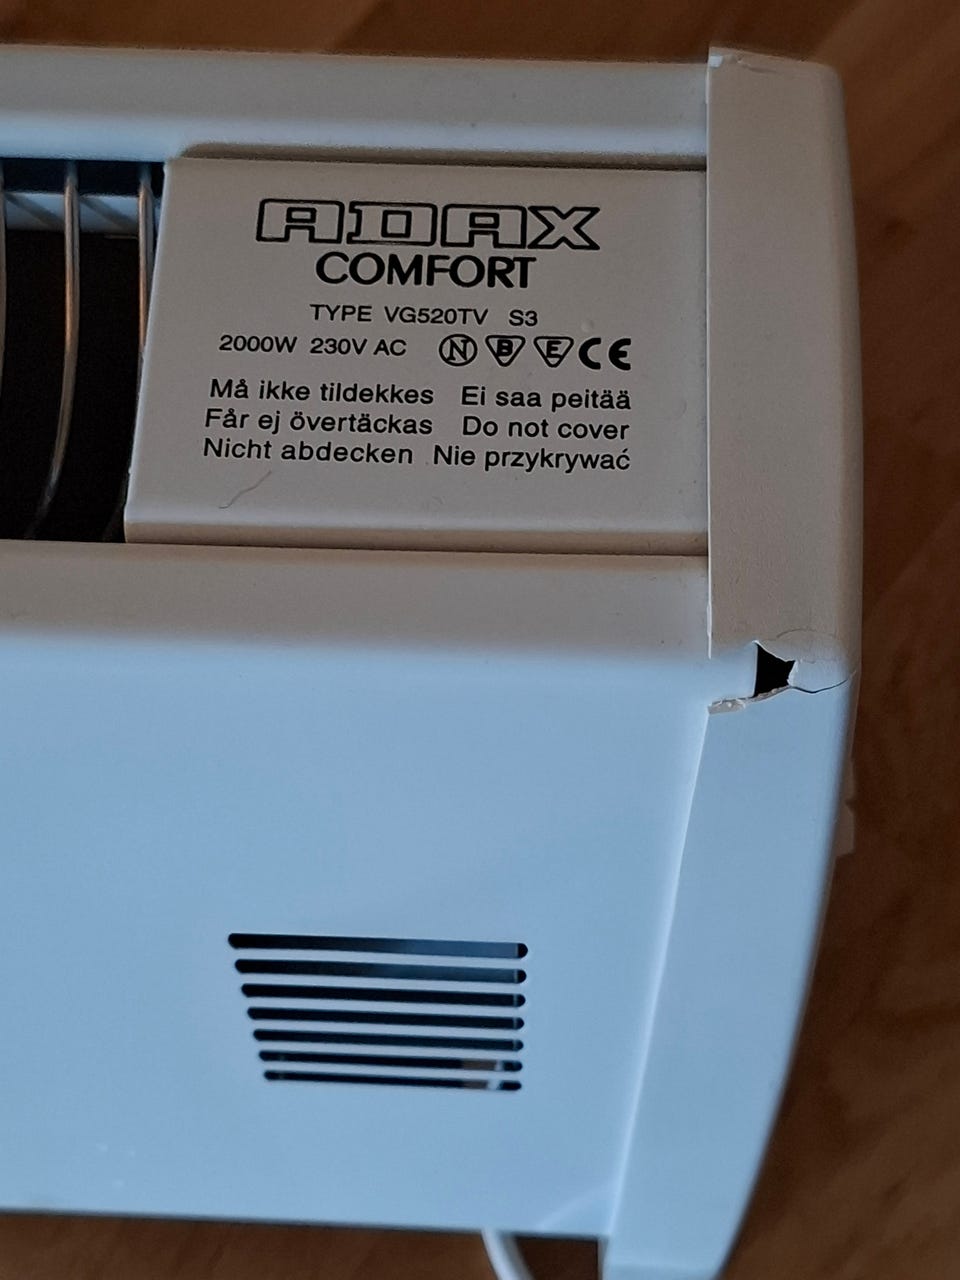 ADAX
COMFORT
TYPE VG520TV S3
2000W 230V AC N B E CE
Må ikke tildekkes Ei saa peitää
Får ej övertäckas Do not cover
Nicht abdecken Nie przykrywać